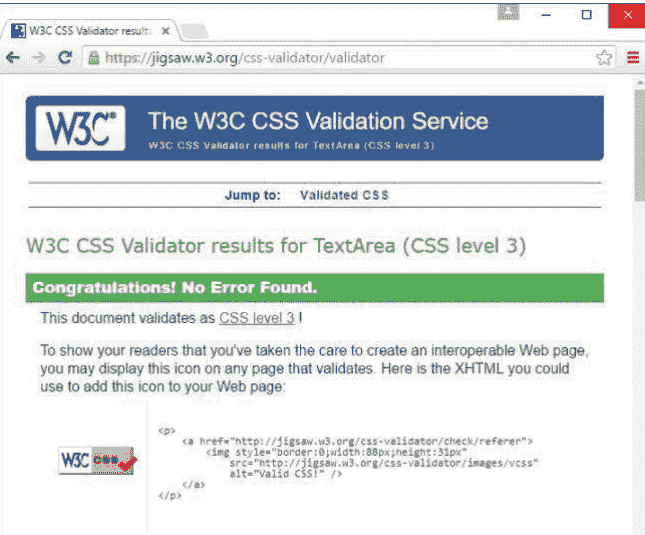 W3C CSS Validator result:
https://jigsaw.w3.org/css-validator/validator
W3C®
The W3C CSS Validation Service
W3C CSS Validator results for TextArea (CSS level 3)
Jump to: Validated CSS
W3C CSS Validator results for TextArea (CSS level 3)
Congratulations! No Error Found.
This document validates as CSS level 3 !
To show your readers that you've taken the care to create an interoperable Web page,
you may display this icon on any page that validates. Here is the XHTML you could
use to add this icon to your Web page:
W3C css
<p>
<a href="http://jigsaw.w3.org/css-validator/check/referer">
<img style="border:0;width:88px;height:31px"
src="http://jigsaw.w3.org/css-validator/images/vcss"
alt="Valid CSS!" />
</a>
</p>